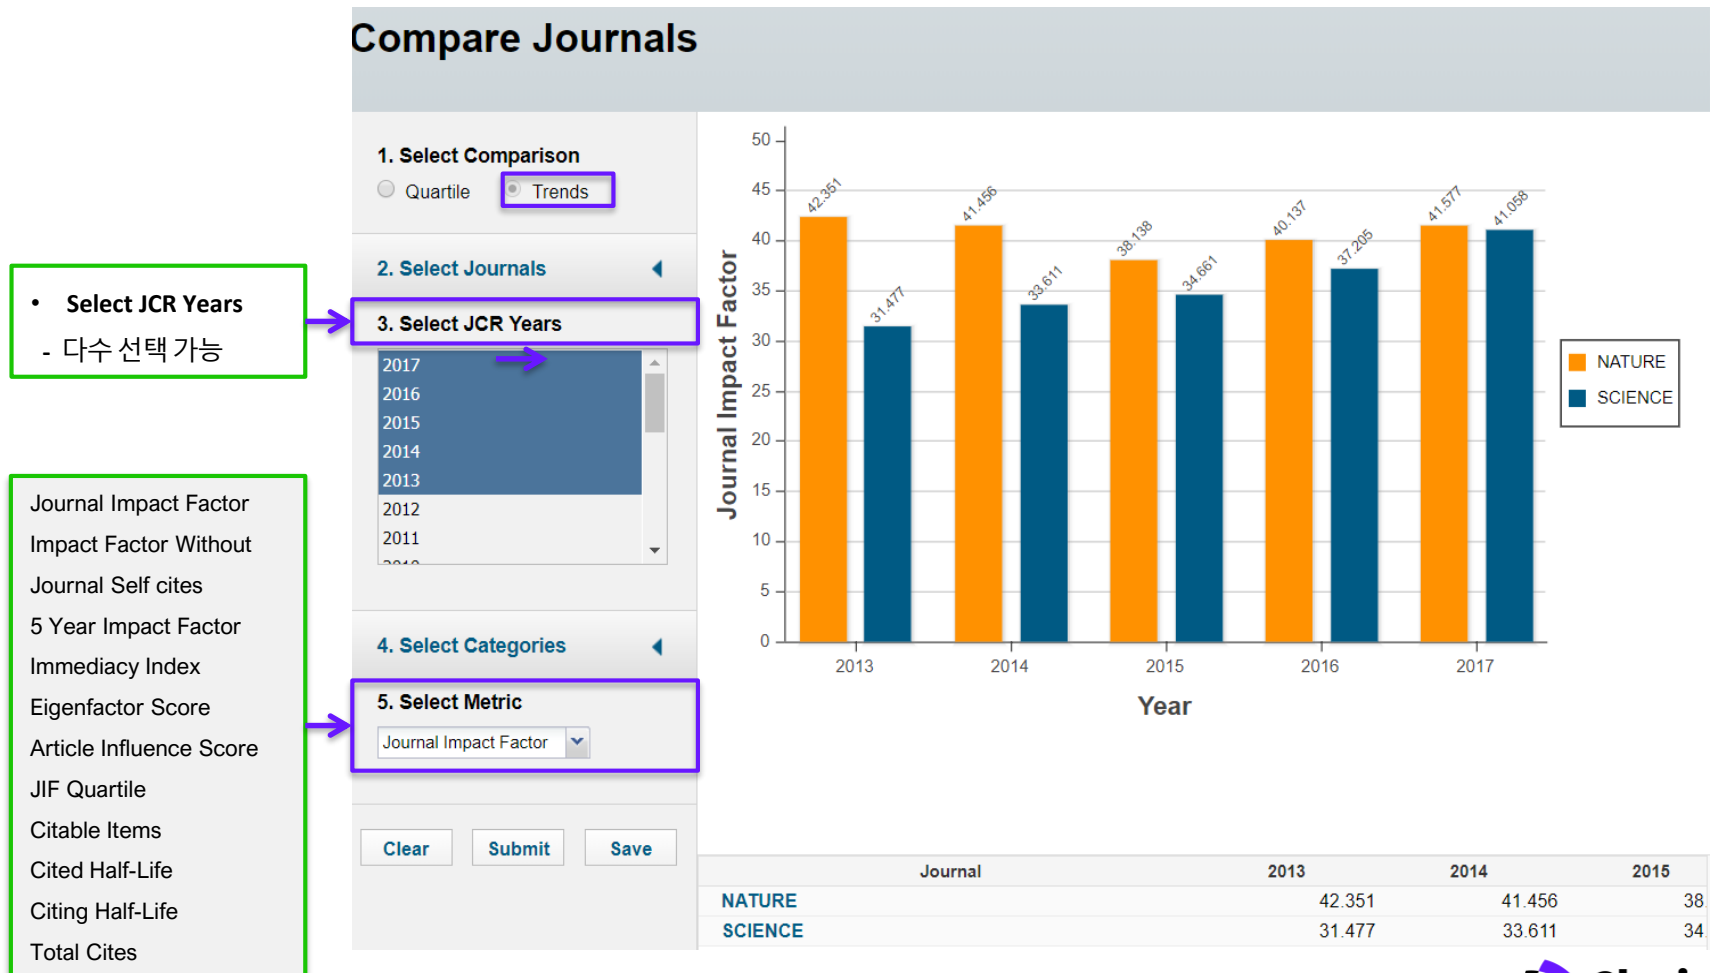 Compare Journals
1. Select Comparison
Quartile
Trends
2. Select Journals
3. Select JCR Years
2017
2016
2015
2014
2013
2012
2011
4. Select Categories
5. Select Metric
Journal Impact Factor
Clear
Submit
Save
• Select JCR Years
- 다수 선택 가능
Journal Impact Factor
Impact Factor Without
Journal Self cites
5 Year Impact Factor
Immediacy Index
Eigenfactor Score
Article Influence Score
JIF Quartile
Citable Items
Cited Half-Life
Citing Half-Life
Total Cites
Journal Impact Factor
50
45
40
35
30
25
20
15
10
5
0
42.351
31.477
41.456
33.611
38.138
34.661
40.137
37.205
41.577
41.058
2013 2014 2015 2016 2017
Year
NATURE
SCIENCE
Journal 2013 2014 2015
NATURE 42.351 41.456 38.
SCIENCE 31.477 33.611 34.